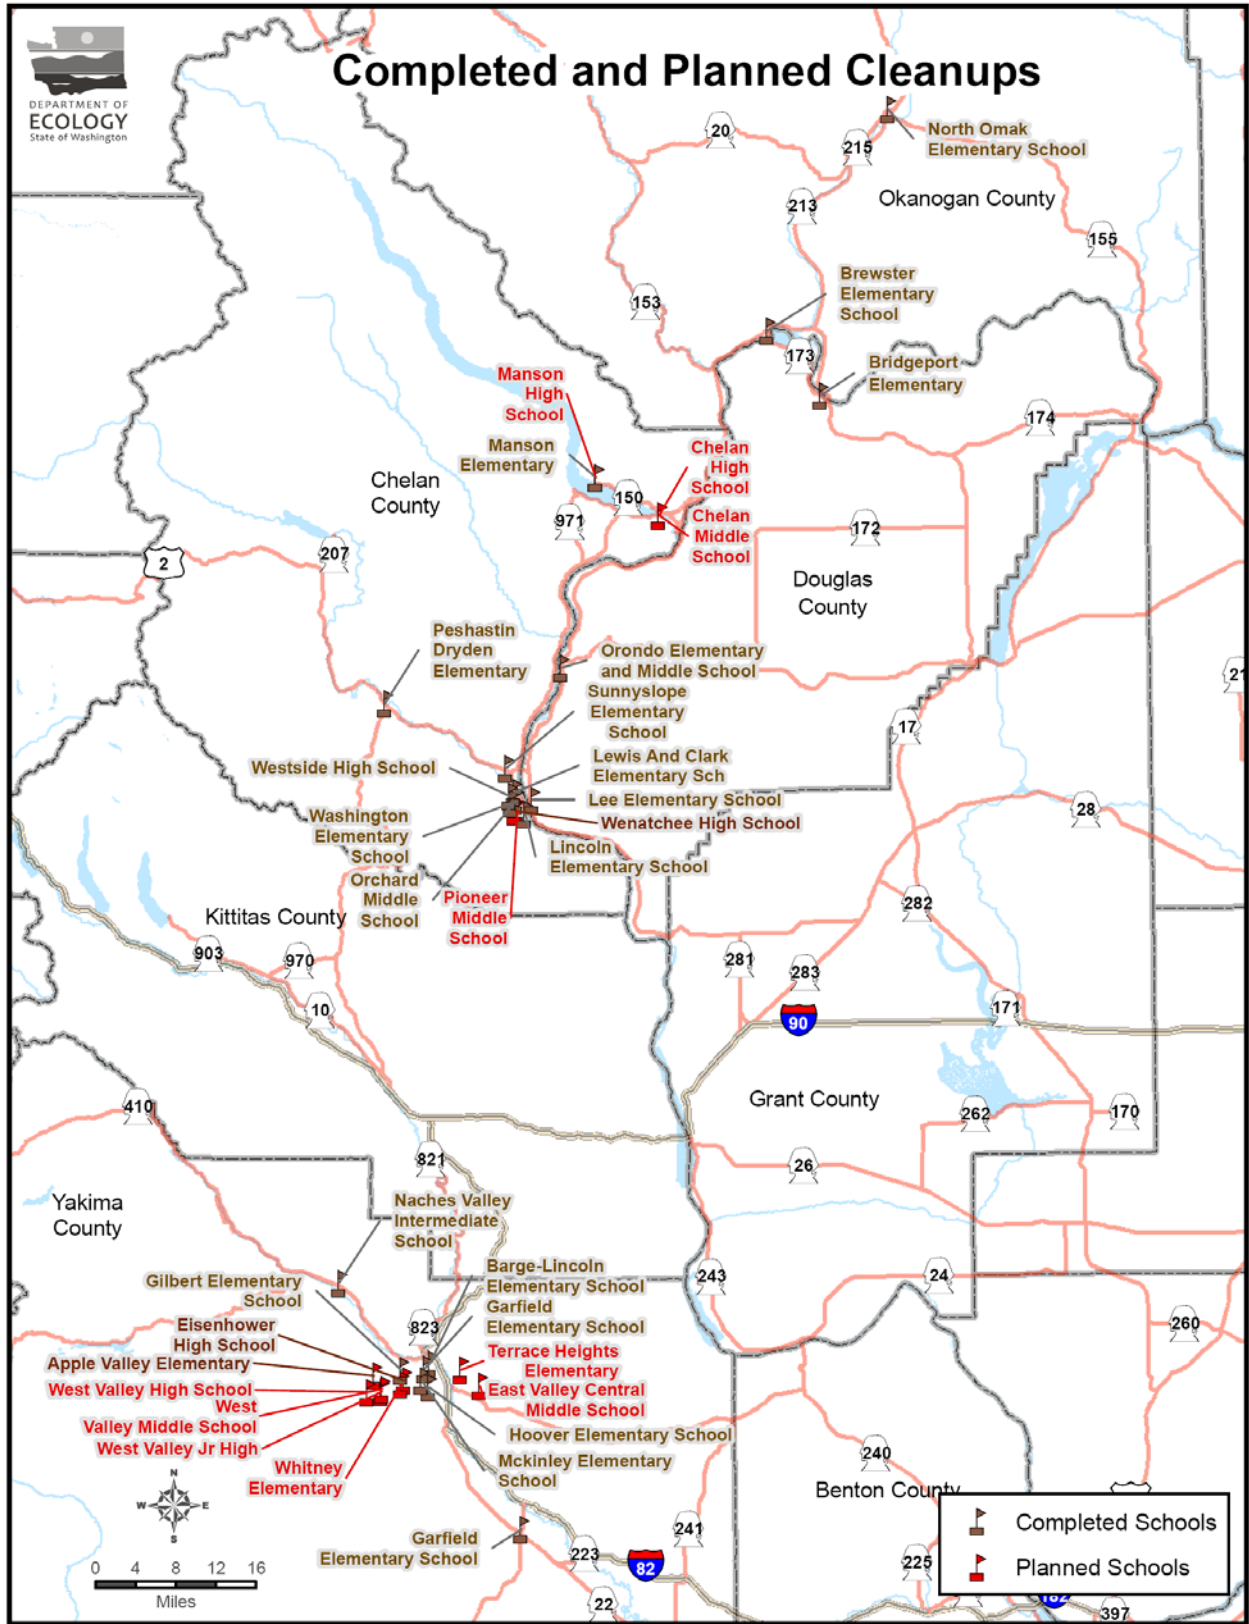 Completed and Planned Cleanups
DEPARTMENT OF
ECOLOGY
State of Washington
20
215
North Omak
Elementary School
213
Okanogan County
155
153
Brewster
Elementary
School
173
Bridgeport
Elementary
174
Manson
High
School
Manson
Elementary
Chelan
High
School
Chelan
County
150
971
Chelan
Middle
School
172
2
207
Douglas
County
Peshastin
Dryden
Elementary
Orondo Elementary
and Middle School
Sunnyslope
Elementary
School
21
17
Westside High School
Lewis And Clark
Elementary Sch
Lee Elementary School
Wenatchee High School
28
Washington
Elementary
School
Lincoln
Elementary School
Orchard
Middle
School
Pioneer
Middle
School
Kittitas County
282
903
970
281
283
10
90
171
410
Grant County
262
170
821
26
Yakima
County
Naches Valley
Intermediate
School
Gilbert Elementary
School
Barge-Lincoln
Elementary School
Garfield
Elementary School
243
24
Eisenhower
High School
823
260
Apple Valley Elementary
Terrace Heights
Elementary
West Valley High School
East Valley Central
Middle School
West
Valley Middle School
West Valley Jr High
Hoover Elementary School
Whitney
Elementary
Mckinley Elementary
School
240
Benton County
N
W
E
S
Garfield
Elementary School
241
223
82
225
22
182
397
Completed Schools
Planned Schools
0 4 8 12 16
Miles